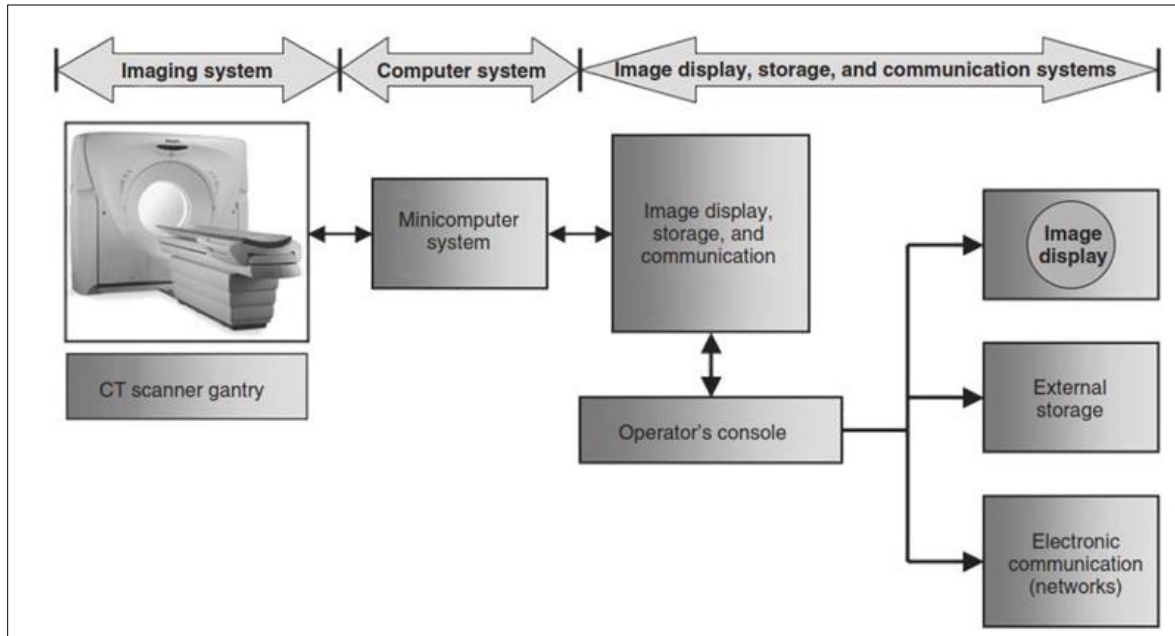 Imaging system
Computer system
Image display, storage, and communication systems
Minicomputer
system
Image display,
storage, and
communication
Image
display
CT scanner gantry
Operator's console
External
storage
Electronic
communication
(networks)